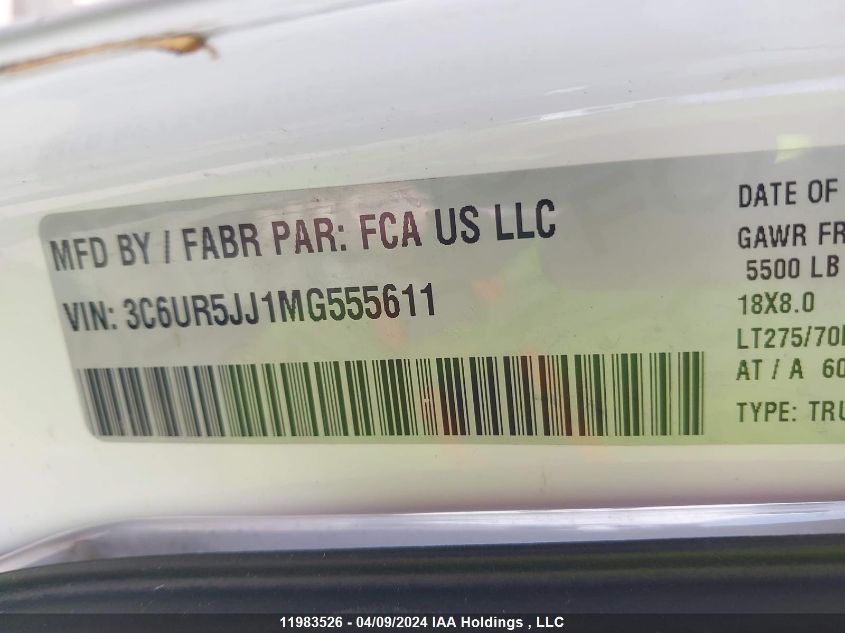 MFD BY / FABR PAR: FCA US LLC
VIN: 3C6UR5JJ1MG555611
DATE OF
GAWR FR
5500 LB
18X8.0
LT275/70
AT / A 60
TYPE: TRU
11983526 - 04/09/2024 IAA Holdings , LLC